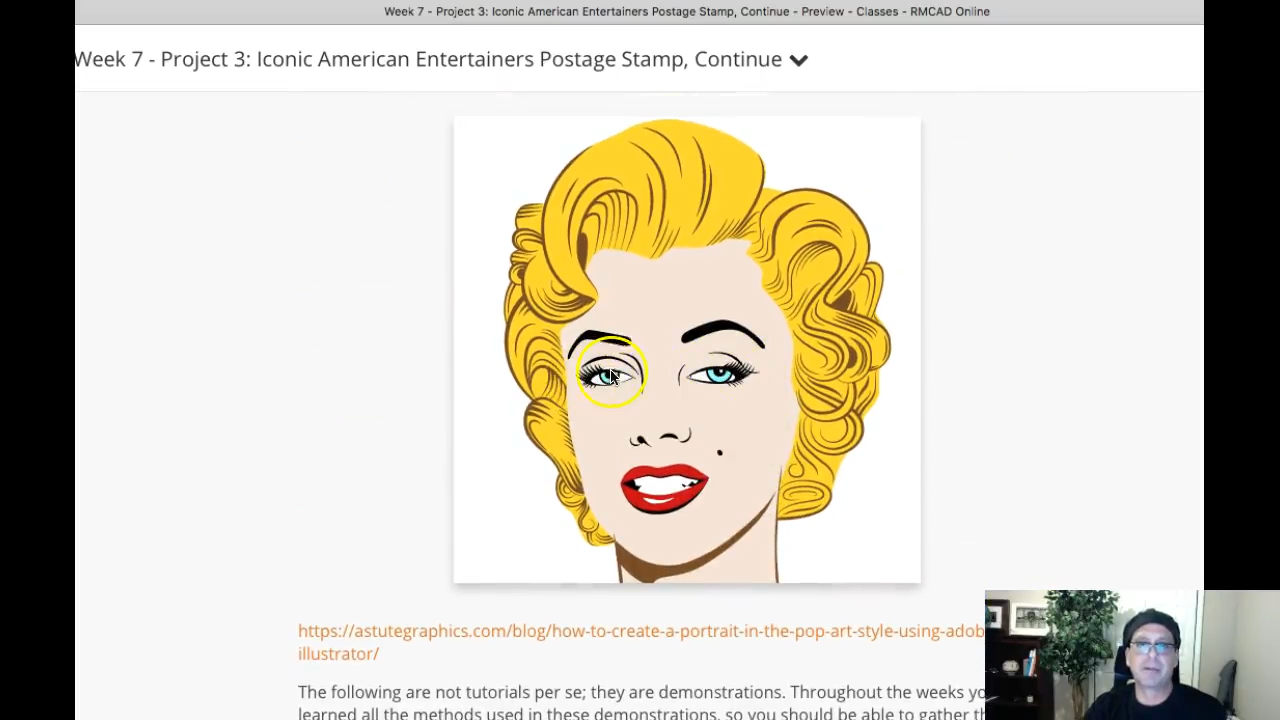 Week 7 - Project 3: Iconic American Entertainers Postage Stamp, Continue - Preview - Classes - RMCAD Online
Week 7 - Project 3: Iconic American Entertainers Postage Stamp, Continue
https://astutegraphics.com/blog/how-to-create-a-portrait-in-the-pop-art-style-using-adob
illustrator/
The following are not tutorials per se; they are demonstrations. Throughout the weeks yo
learned all the methods used in these demonstrations, so you should be able to gather th